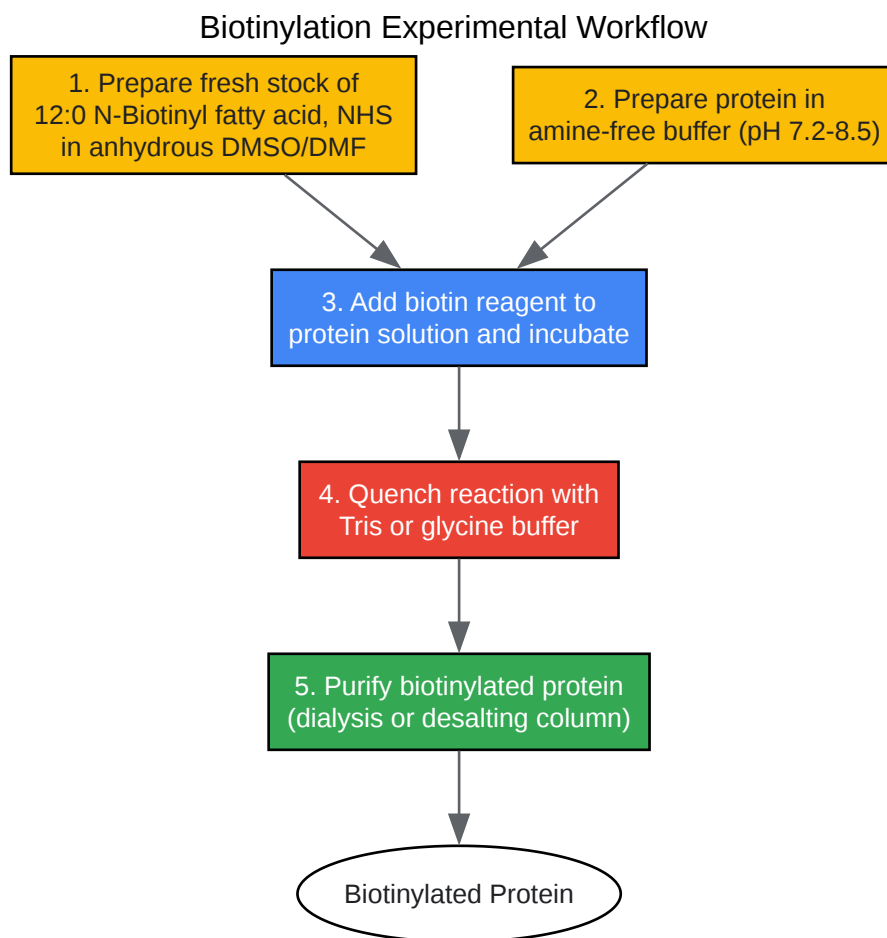 Biotinylation Experimental Workflow
1. Prepare fresh stock of
12:0 N-Biotinyl fatty acid, NHS
in anhydrous DMSO/DMF
2. Prepare protein in
amine-free buffer (pH 7.2-8.5)
3. Add biotin reagent to
protein solution and incubate
4. Quench reaction with
Tris or glycine buffer
5. Purify biotinylated protein
(dialysis or desalting column)
Biotinylated Protein